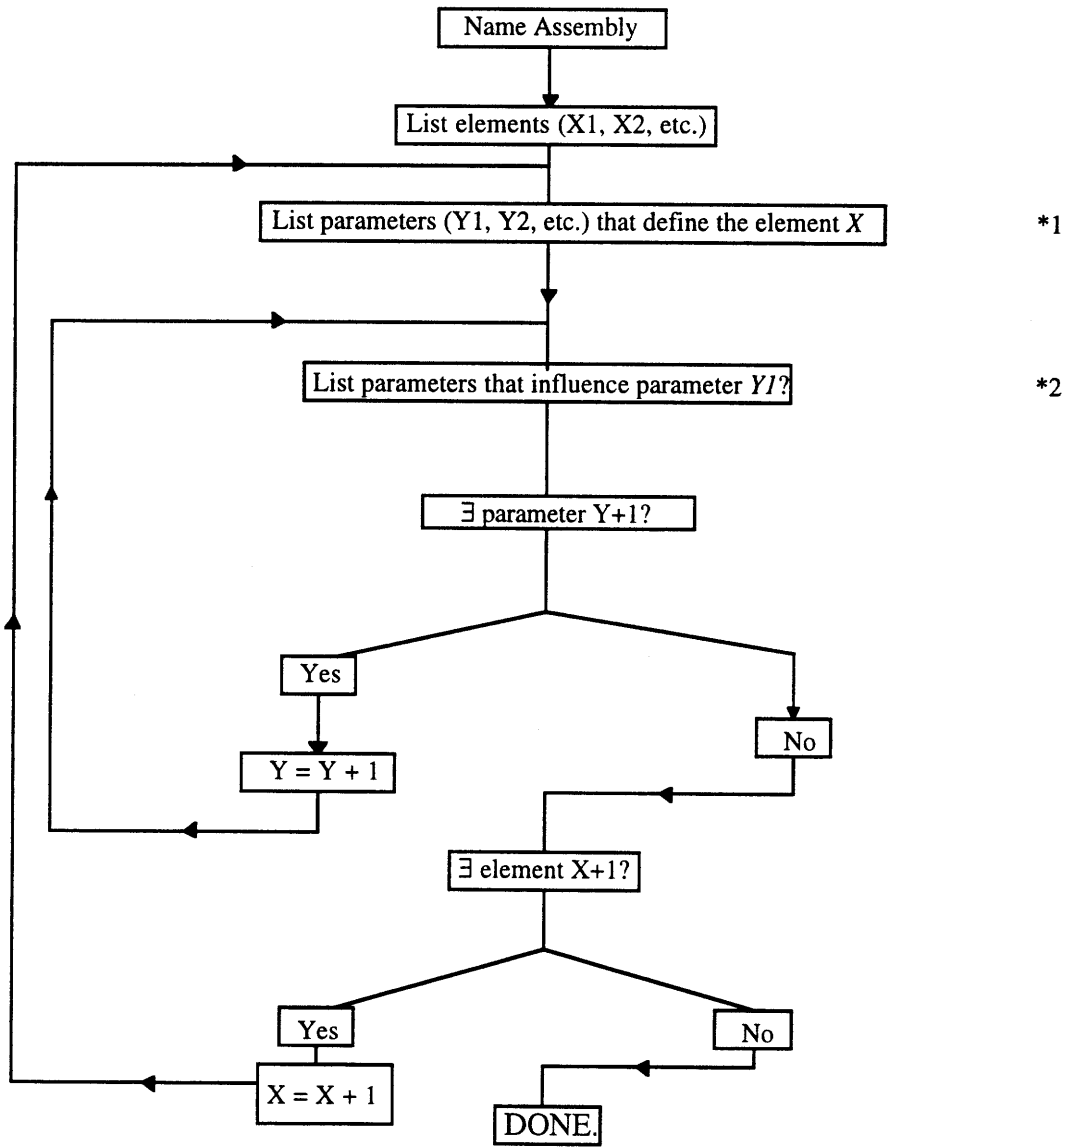 Name Assembly
List elements (X1, X2, etc.)
List parameters (Y1, Y2, etc.) that define the element X
*1
List parameters that influence parameter Y1?
*2
∃ parameter Y+1?
Yes
No
Y = Y + 1
∃ element X+1?
Yes
No
X = X + 1
DONE.